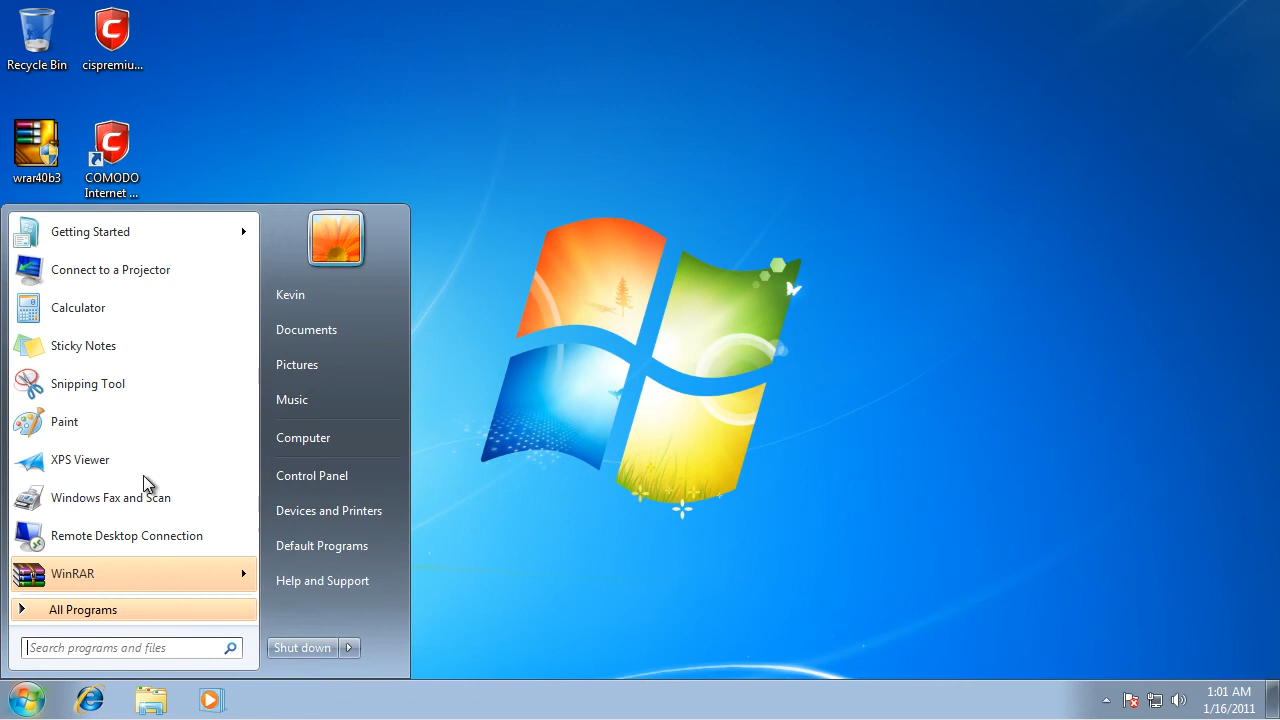 Recycle Bin
cispremiu...
wrar40b3
COMODO
Internet ...
Getting Started
Connect to a Projector
Calculator
Sticky Notes
Snipping Tool
Paint
XPS Viewer
Windows Fax and Scan
Remote Desktop Connection
WinRAR
All Programs
Search programs and files
Kevin
Documents
Pictures
Music
Computer
Control Panel
Devices and Printers
Default Programs
Help and Support
Shut down
1:01 AM
1/16/2011